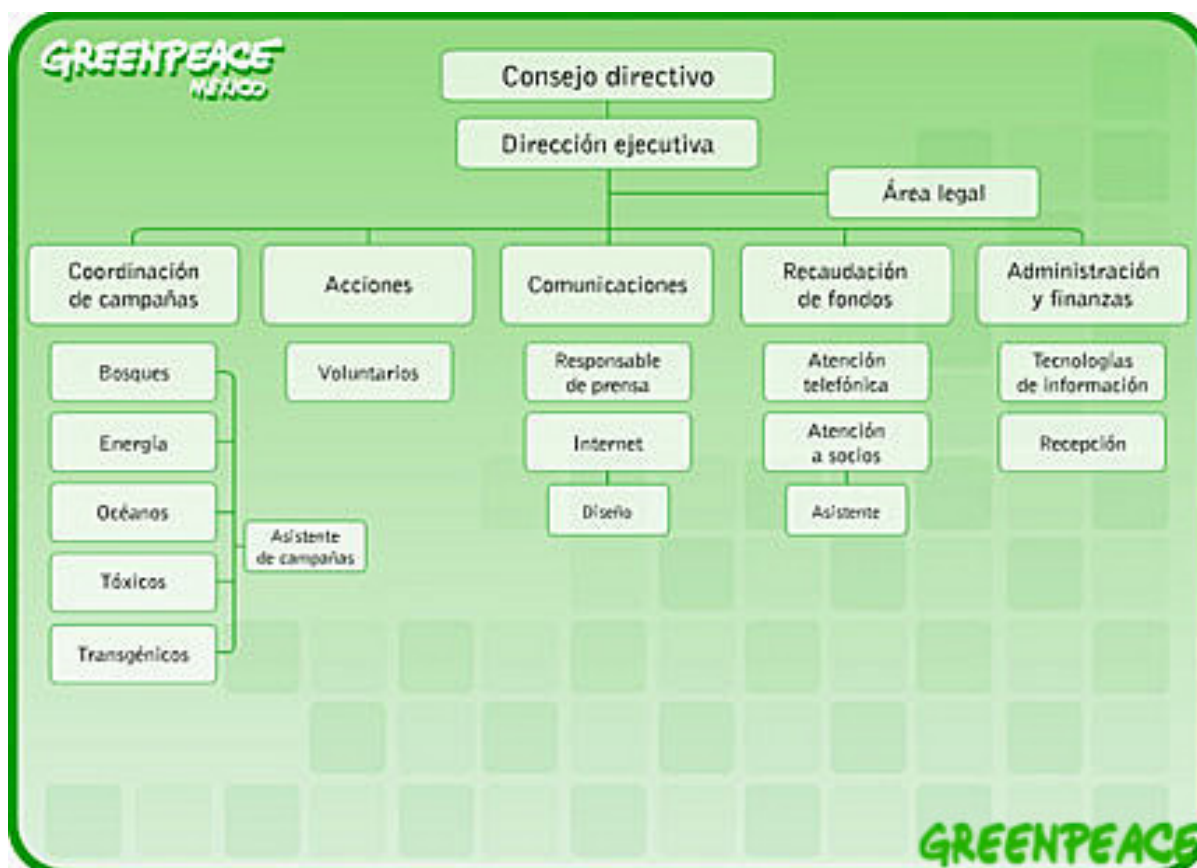 GREENPEACE
MÉXICO
Consejo directivo
Dirección ejecutiva
Área legal
Coordinación
de campañas
Acciones
Comunicaciones
Recaudación
de fondos
Administración
y finanzas
Bosques
Energía
Océanos
Tóxicos
Transgénicos
Asistente
de campañas
Voluntarios
Responsable
de prensa
Internet
Diseño
Atención
telefónica
Atención
a socios
Asistente
Tecnologías
de información
Recepción
GREENPEACE